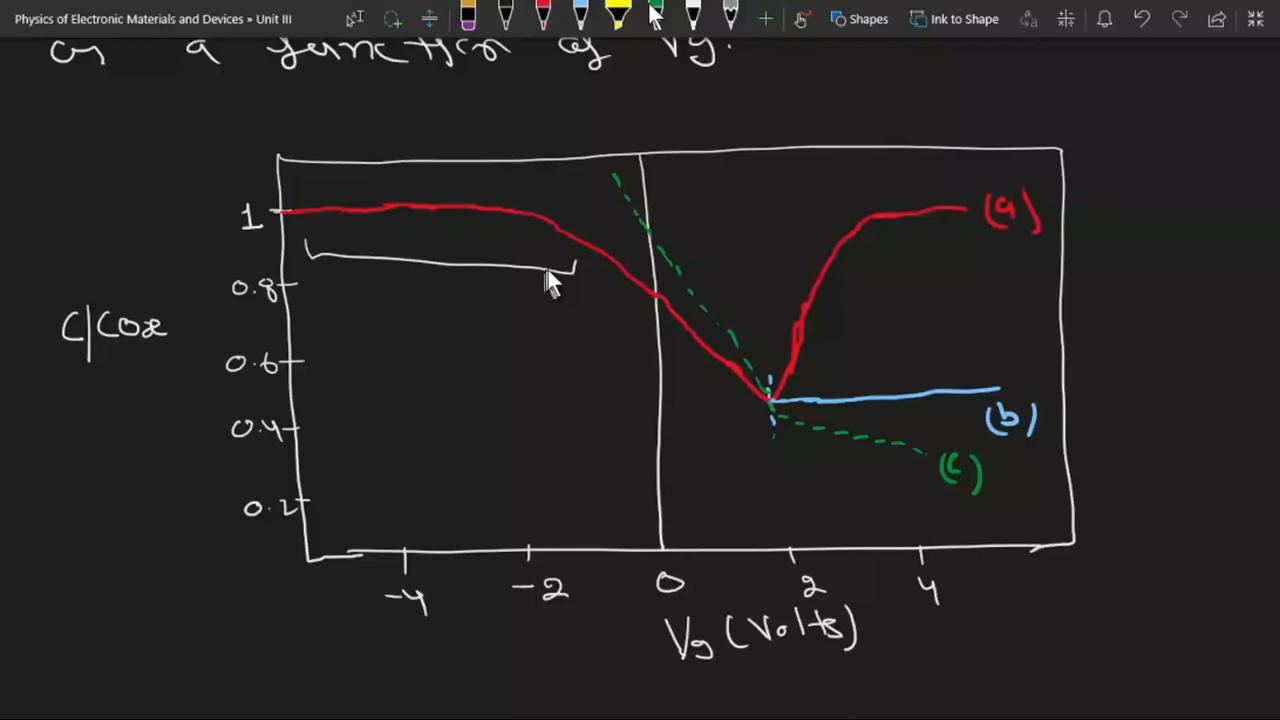 Physics of Electronic Materials and Devices » Unit III
Shapes
Ink to Shape
as a function of Vg.
1
(a)
0.8
C/Cox
0.6
0.4
(b)
(c)
0.2
-4 -2 0 2 4
Vg (Volts)